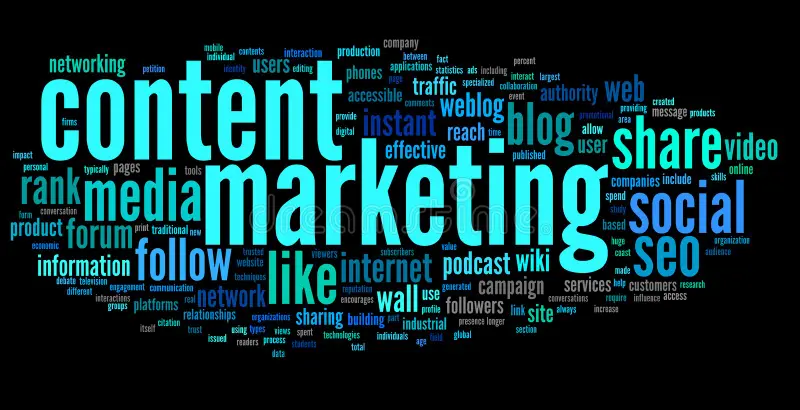 mobile individual contents interaction production company
networking petition identity users editing phones applications between fact percent
content accessible page statistics ads including interact largest
traffic specialized collaboration authority web
firms provide digital instant comments weblog event blog promotional providing created message products
reach time allow area share video
impact effective published user online
personal typically pages tools companies include skills
rank media marketing spend social
form conversation study
product forum print traditional new based organization
economic follow trusted viewers subscribers value huge seo audience
information website like internet podcast wiki coast
debate television techniques reputation generated campaign made
different engagement communication real network encourages wall use services help customers research
interactions groups platforms profile followers conversations require influence access
relationships organizations sharing building part industrial link site always increase
citation presence longer
itself trust issued using types views spent technologies individuals age build global section
readers process students total
data
dreamstime